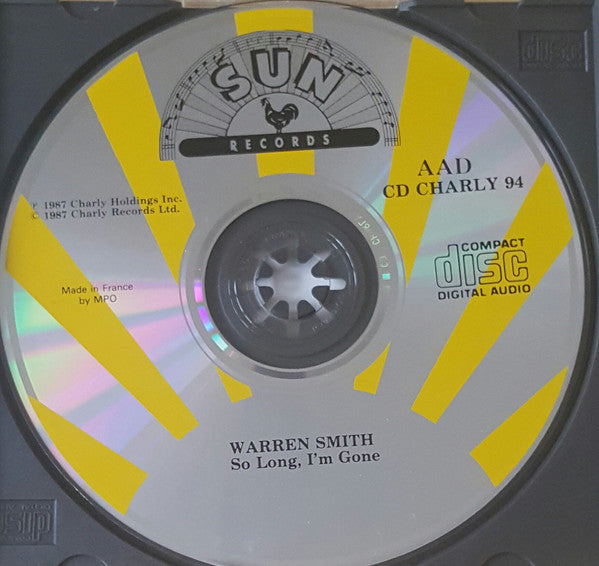 SUN
RECORDS
AAD
CD CHARLY 94
℗ 1987 Charly Holdings Inc.
© 1987 Charly Records Ltd.
COMPACT
disc
DIGITAL AUDIO
Made in France
by MPO
WARREN SMITH
So Long, I'm Gone